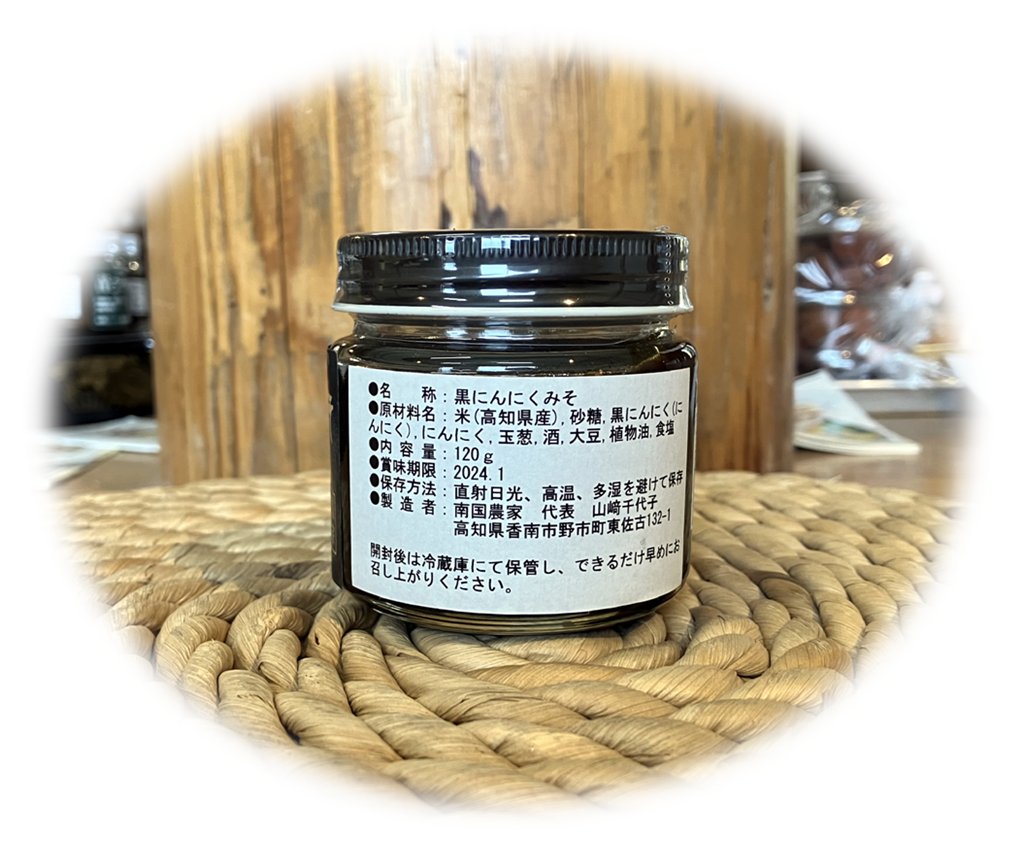 ●名　　称：黒にんにくみそ
●原材料名：米(高知県産),砂糖,黒にんにく(に
んにく),にんにく,玉葱,酒,大豆,植物油,食塩
●内 容 量：120ｇ
●賞味期限：2024.1
●保存方法：直射日光、高温、多湿を避けて保存
●製 造 者：南国農家　代表　山﨑千代子
高知県香南市野市町東佐古132-1
開封後は冷蔵庫にて保管し、できるだけ早めにお
召し上がりください。